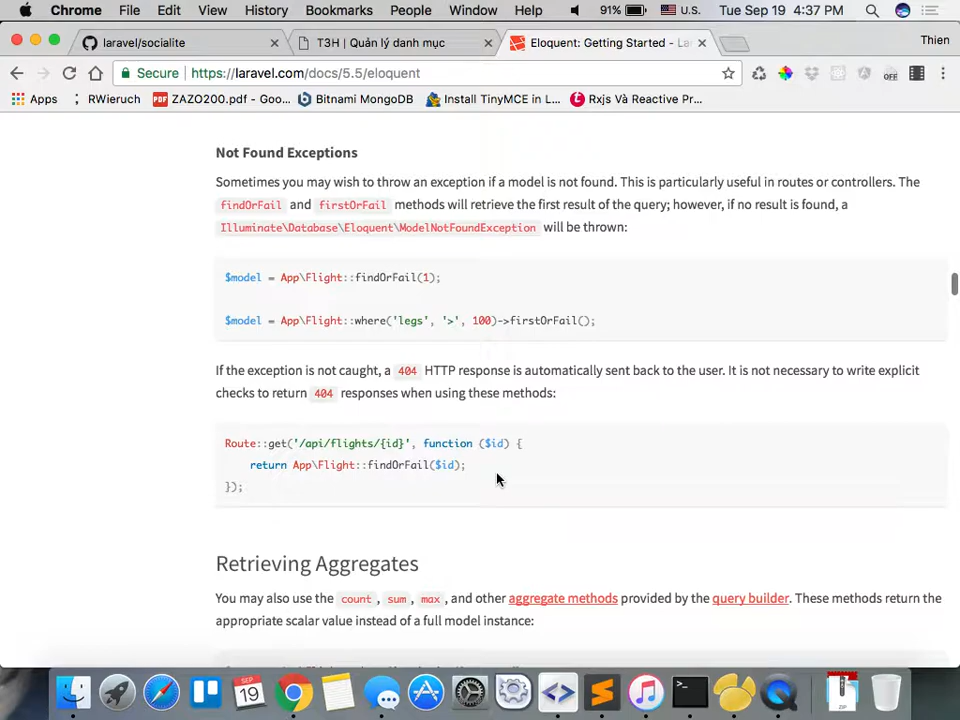 Chrome File Edit View History Bookmarks People Window Help 91% U.S. Tue Sep 19 4:37 PM
laravel/socialite T3H | Quản lý danh mục Eloquent: Getting Started - La Thien
Secure https://laravel.com/docs/5.5/eloquent OFF
Apps RWieruch ZAZO200.pdf - Goo... Bitnami MongoDB Install TinyMCE in L... Rxjs Và Reactive Pr...
Not Found Exceptions
Sometimes you may wish to throw an exception if a model is not found. This is particularly useful in routes or controllers. The
findOrFail and firstOrFail methods will retrieve the first result of the query; however, if no result is found, a
Illuminate\Database\Eloquent\ModelNotFoundException will be thrown:
$model = App\Flight::findOrFail(1);
$model = App\Flight::where('legs', '>', 100)->firstOrFail();
If the exception is not caught, a 404 HTTP response is automatically sent back to the user. It is not necessary to write explicit
checks to return 404 responses when using these methods:
Route::get('/api/flights/{id}', function ($id) {
return App\Flight::findOrFail($id);
});
Retrieving Aggregates
You may also use the count, sum, max, and other aggregate methods provided by the query builder. These methods return the
appropriate scalar value instead of a full model instance:
SEP
19
ZIP